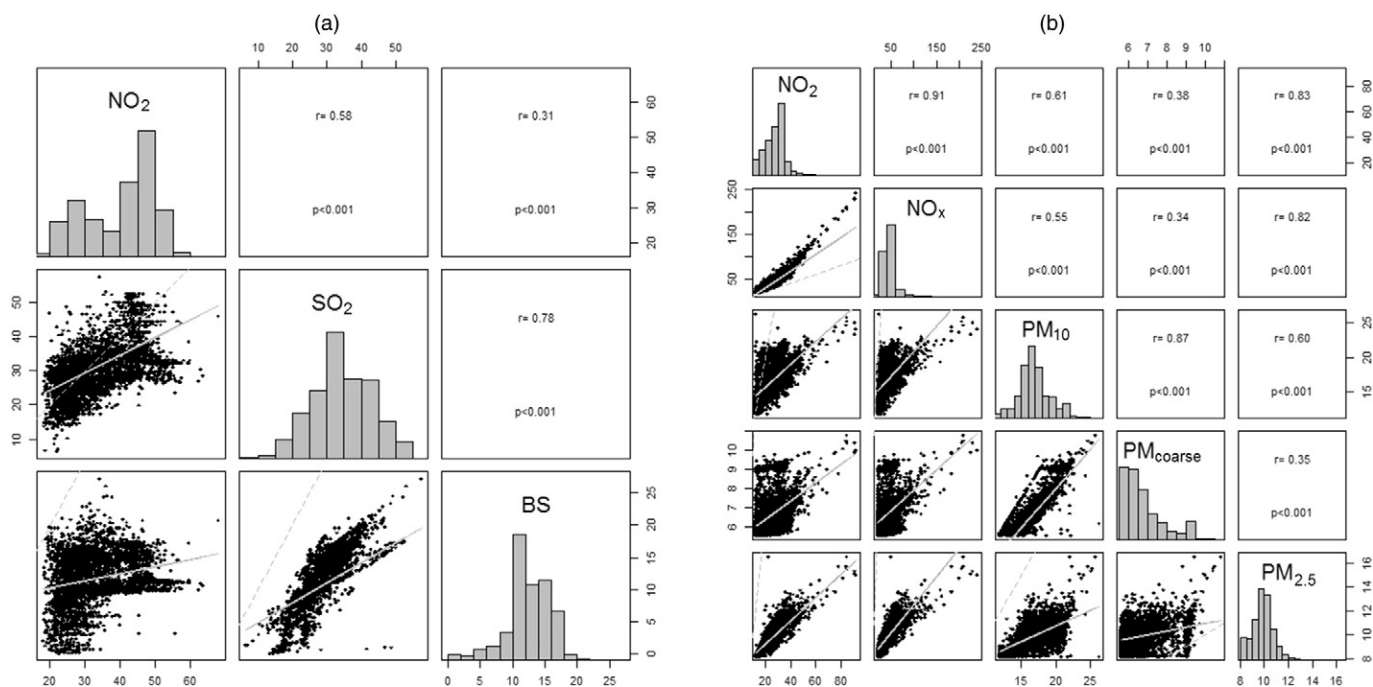 (a)
(b)
10 20 30 40 50
50 150 250
6 7 8 9 10
NO2
r= 0.58
p<0.001
r= 0.31
p<0.001
20 30 40 50 60
SO2
r= 0.78
p<0.001
10 20 30 40 50
BS
0 5 10 15 20 25
20 30 40 50 60
0 5 10 15 20 25
NO2
r= 0.91
p<0.001
r= 0.61
p<0.001
r= 0.38
p<0.001
r= 0.83
p<0.001
20 40 60 80
50 150 250
NOx
r= 0.55
p<0.001
r= 0.34
p<0.001
r= 0.82
p<0.001
PM10
r= 0.87
p<0.001
r= 0.60
p<0.001
15 20 25
6 7 8 9 10
PMcoarse
r= 0.35
p<0.001
PM2.5
8 10 12 14 16
20 40 60 80
15 20 25
8 10 12 14 16